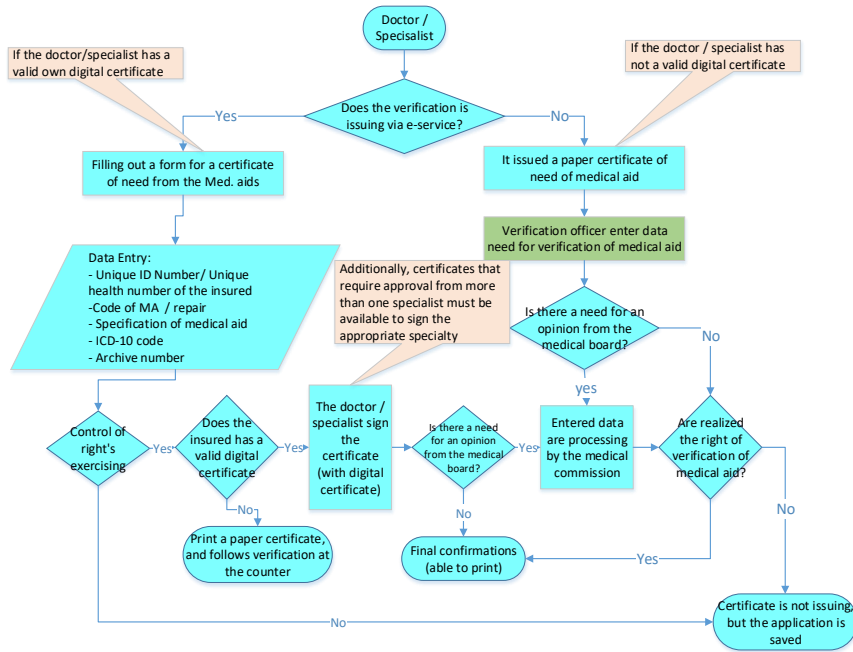 Doctor /
Specisalist
If the doctor/specialist has a
valid own digital certificate
If the doctor / specialist has
not a valid digital certificate
Does the verification is
issuing via e-service?
Yes
No
Filling out a form for a certificate
of need from the Med. aids
It issued a paper certificate of
need of medical aid
Verification officer enter data
need for verification of medical aid
Data Entry:
- Unique ID Number/ Unique
health number of the insured
-Code of MA / repair
- Specification of medical aid
- ICD-10 code
- Archive number
Additionally, certificates that
require approval from more
than one specialist must be
available to sign the
appropriate specialty
Is there a need for an
opinion from the
medical board?
No
yes
Control of
right's
exercising
Yes
Does the
insured has a
valid digital
certificate
Yes
The doctor /
specialist sign
the
certificate
(with digital
certificate)
Is there a need
for an opinion
from the medical
board?
Yes
Entered data
are processing
by the medical
commission
Are realized
the right of
verification of
medical aid?
No
No
No
Print a paper certificate,
and follows verification at
the counter
Final confirmations
(able to print)
Yes
No
Certificate is not issuing,
but the application is
saved